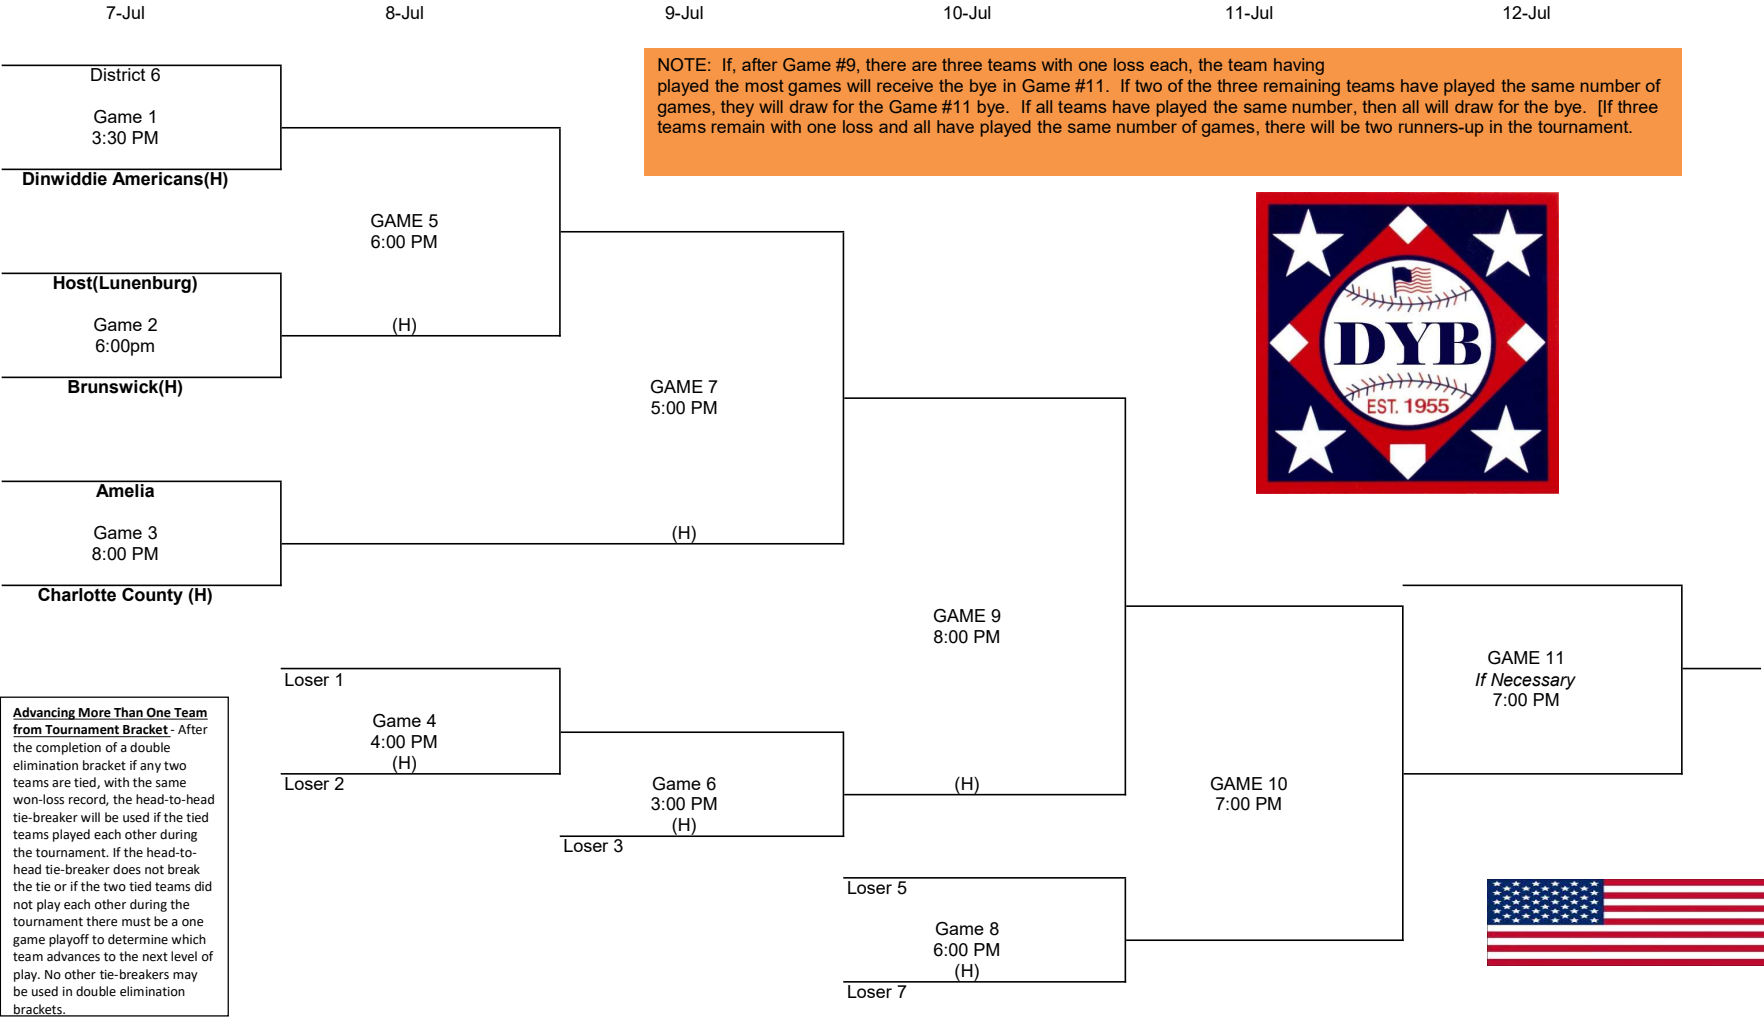 7-Jul
8-Jul
9-Jul
10-Jul
11-Jul
12-Jul
NOTE: If, after Game #9, there are three teams with one loss each, the team having
played the most games will receive the bye in Game #11. If two of the three remaining teams have played the same number of
games, they will draw for the Game #11 bye. If all teams have played the same number, then all will draw for the bye. [If three
teams remain with one loss and all have played the same number of games, there will be two runners-up in the tournament.
District 6
Game 1
3:30 PM
Dinwiddie Americans(H)
GAME 5
6:00 PM
(H)
Host(Lunenburg)
Game 2
6:00pm
Brunswick(H)
GAME 7
5:00 PM
(H)
DYB
EST. 1955
Amelia
Game 3
8:00 PM
Charlotte County (H)
GAME 9
8:00 PM
(H)
GAME 11
If Necessary
7:00 PM
Loser 1
Game 4
4:00 PM
(H)
Loser 2
Game 6
3:00 PM
(H)
Loser 3
GAME 10
7:00 PM
Loser 5
Game 8
6:00 PM
(H)
Loser 7
Advancing More Than One Team
from Tournament Bracket - After
the completion of a double
elimination bracket if any two
teams are tied, with the same
won-loss record, the head-to-head
tie-breaker will be used if the tied
teams played each other during
the tournament. If the head-to-
head tie-breaker does not break
the tie or if the two tied teams did
not play each other during the
tournament there must be a one
game playoff to determine which
team advances to the next level of
play. No other tie-breakers may
be used in double elimination
brackets.